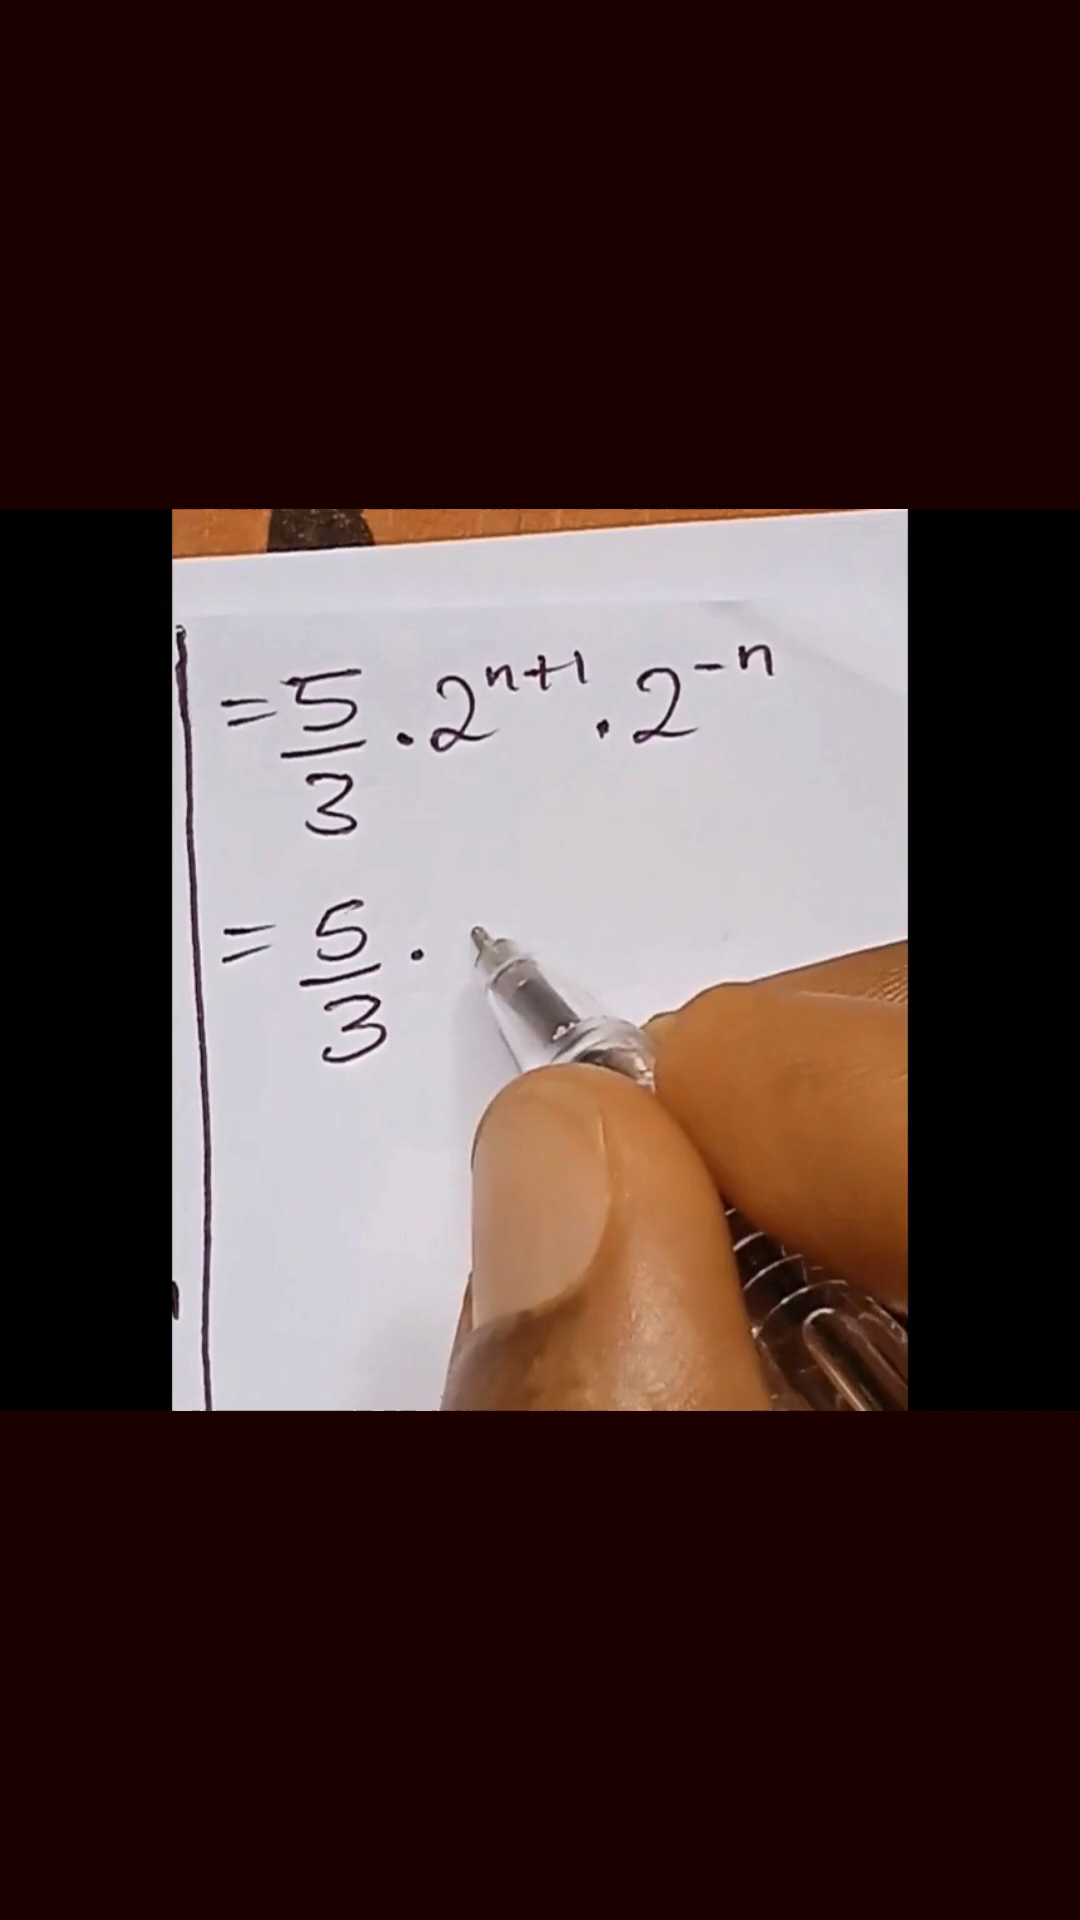 = 5/3 . 2^{n+1} . 2^{-n}
= 5/3 .